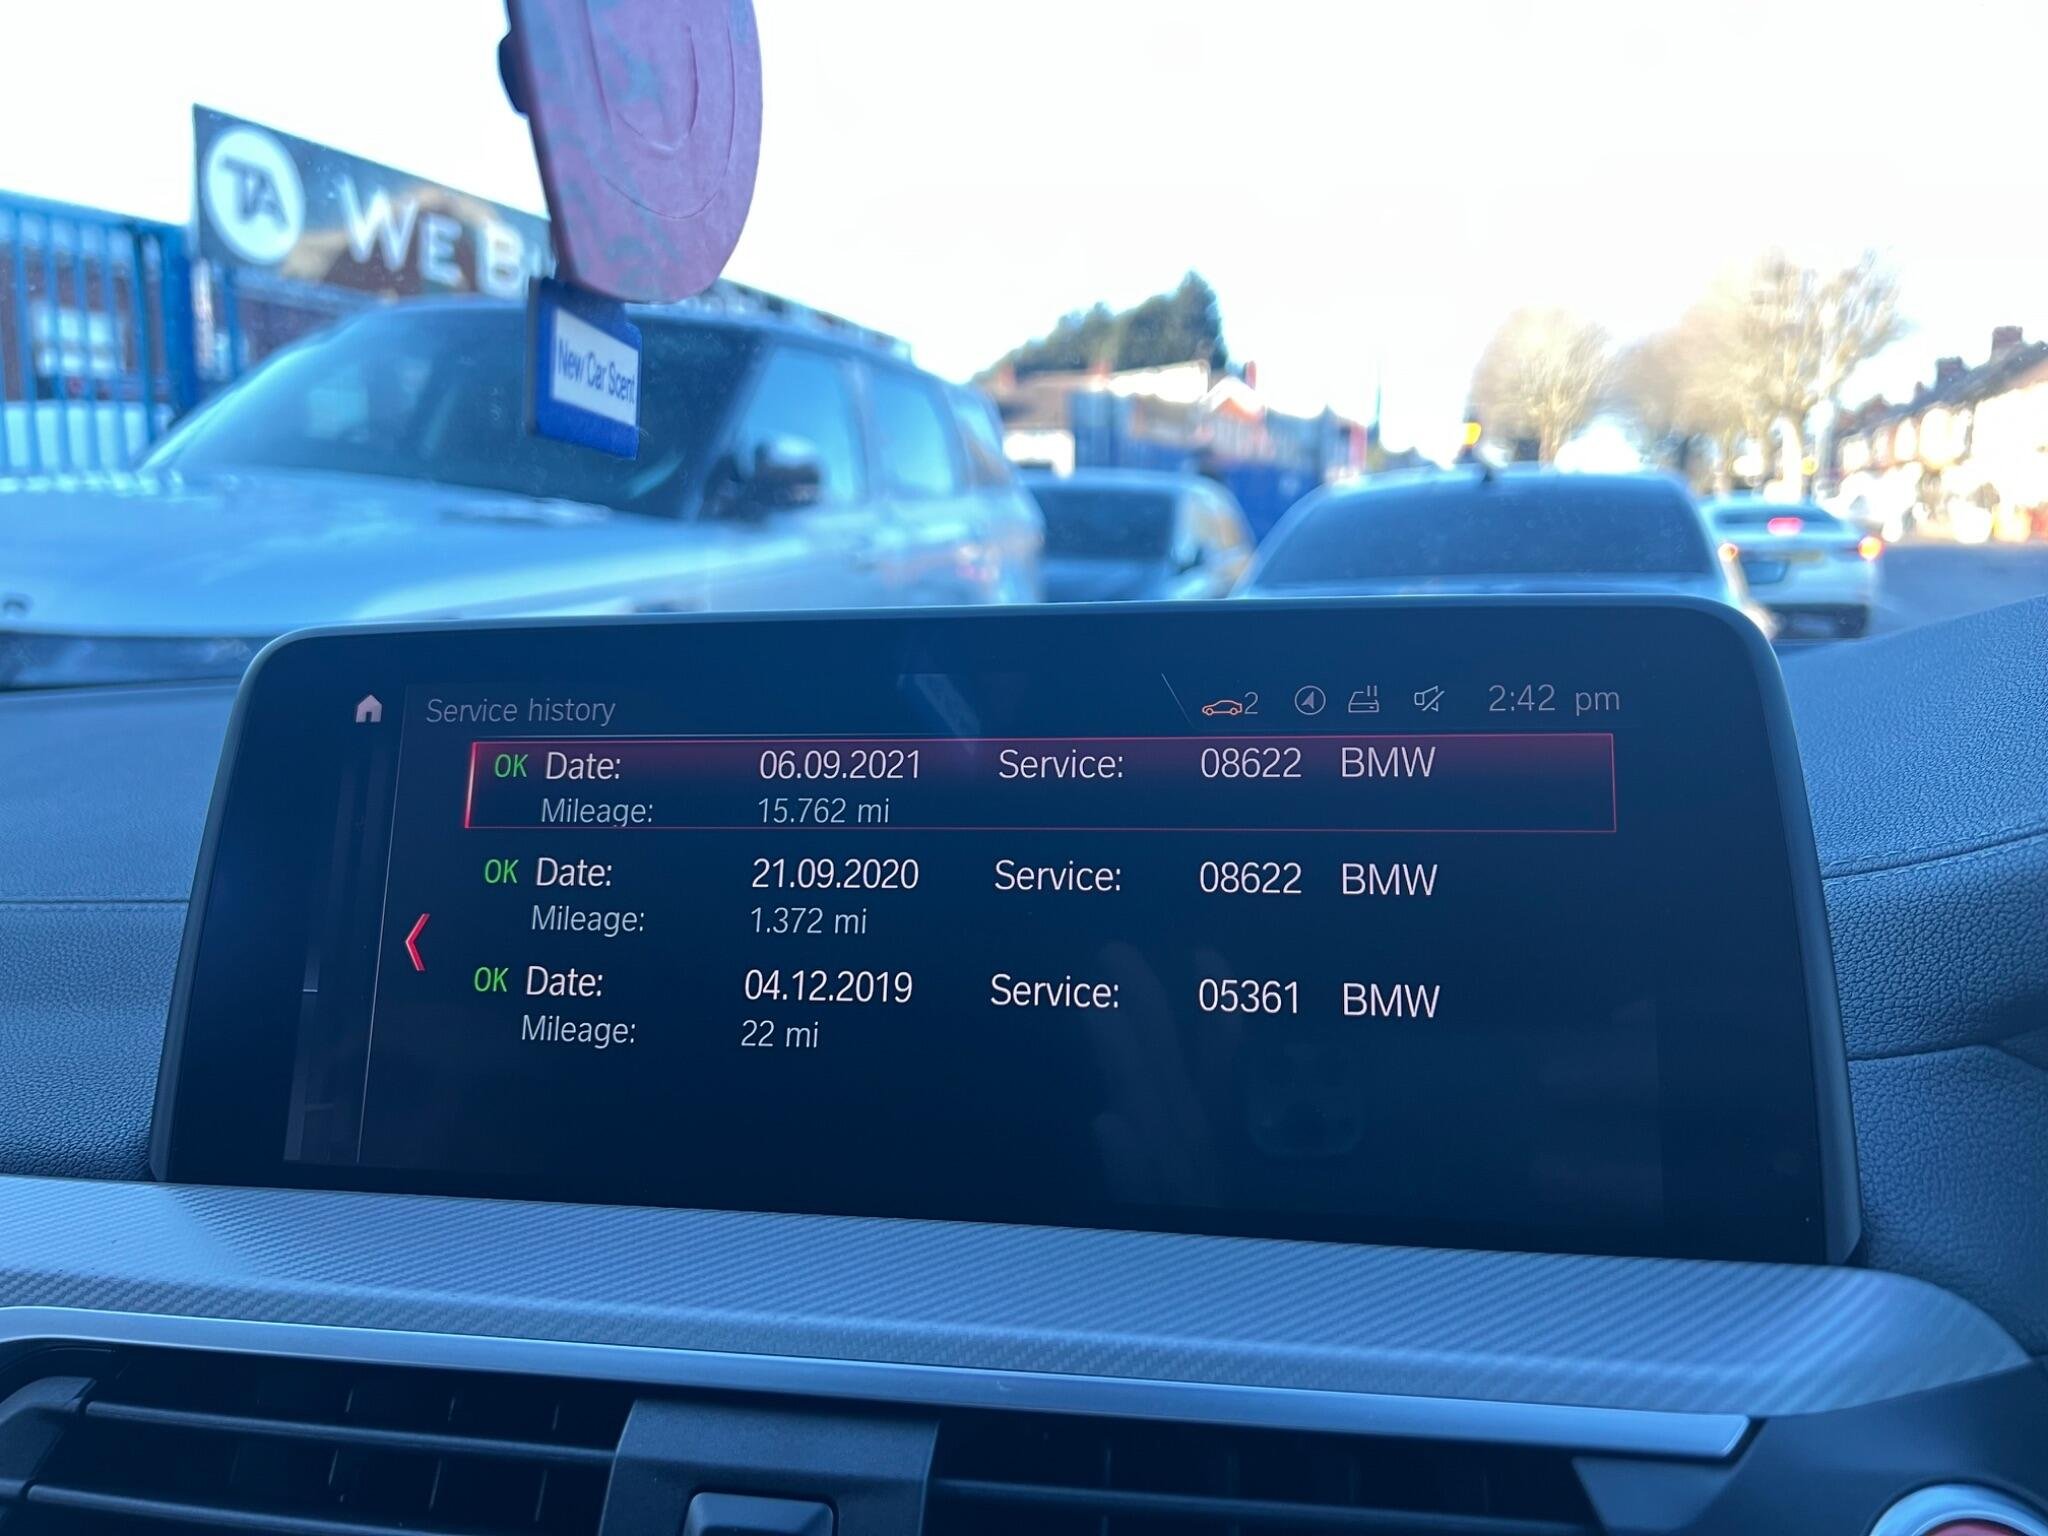 TA WE
New Car Scent
Service history 2 2:42 pm
OK Date: 06.09.2021 Service: 08622 BMW
Mileage: 15.762 mi
OK Date: 21.09.2020 Service: 08622 BMW
Mileage: 1.372 mi
OK Date: 04.12.2019 Service: 05361 BMW
Mileage: 22 mi